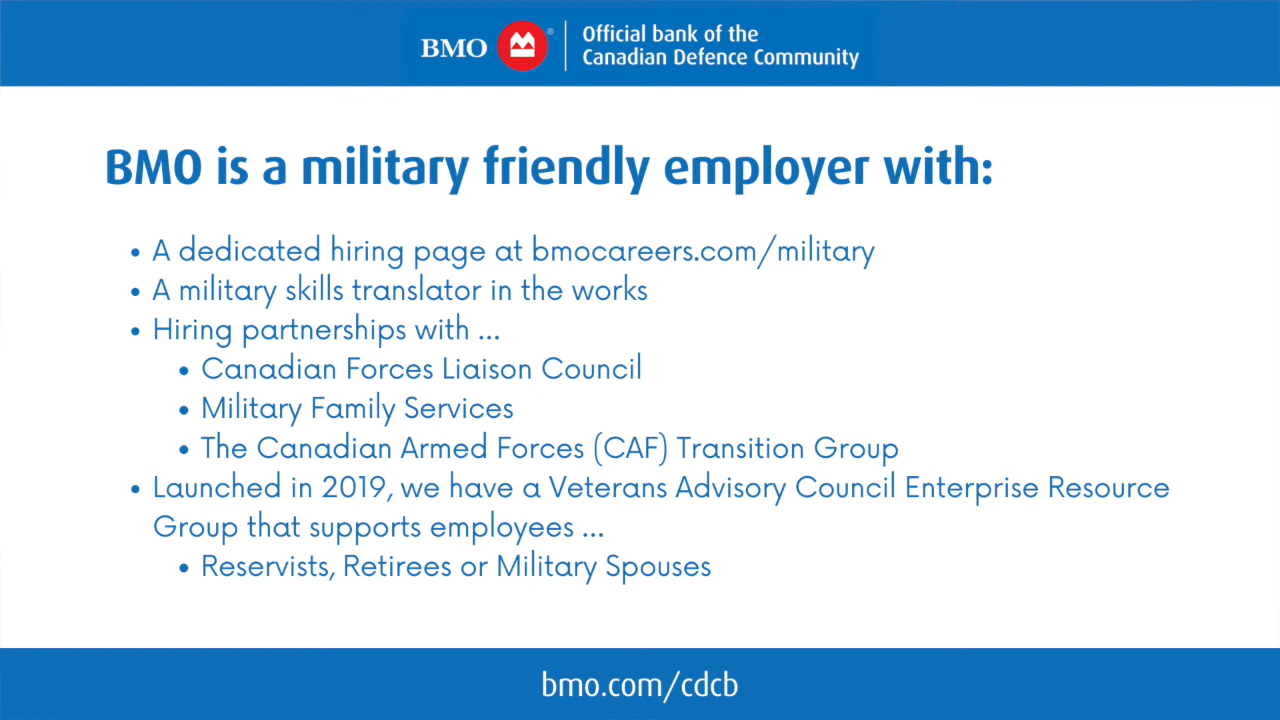 BMO ® Official bank of the
Canadian Defence Community
BMO is a military friendly employer with:
• A dedicated hiring page at bmocareers.com/military
• A military skills translator in the works
• Hiring partnerships with ...
• Canadian Forces Liaison Council
• Military Family Services
• The Canadian Armed Forces (CAF) Transition Group
• Launched in 2019, we have a Veterans Advisory Council Enterprise Resource
Group that supports employees ...
• Reservists, Retirees or Military Spouses
bmo.com/cdcb